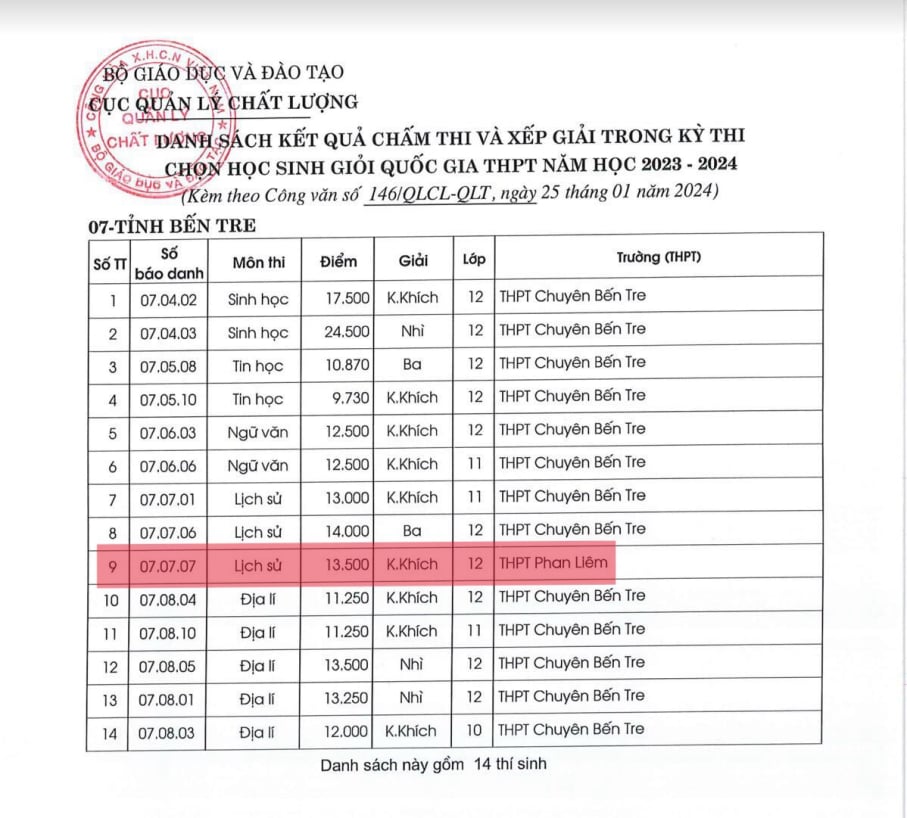 X.H.C.N VIỆT NAM
BỘ GIÁO DỤC VÀ ĐÀO TẠO
CỤC QUẢN LÝ CHẤT LƯỢNG
CỤC
QUẢN LÝ
CHẤT LƯỢNG
BỘ GIÁO DỤC VÀ ĐÀO TẠO
DANH SÁCH KẾT QUẢ CHẤM THI VÀ XẾP GIẢI TRONG KỲ THI
CHỌN HỌC SINH GIỎI QUỐC GIA THPT NĂM HỌC 2023 - 2024
(Kèm theo Công văn số 146/QLCL-QLT, ngày 25 tháng 01 năm 2024)
07-TỈNH BẾN TRE
Số TT Số báo danh Môn thi Điểm Giải Lớp Trường (THPT)
1 07.04.02 Sinh học 17.500 K.Khích 12 THPT Chuyên Bến Tre
2 07.04.03 Sinh học 24.500 Nhì 12 THPT Chuyên Bến Tre
3 07.05.08 Tin học 10.870 Ba 12 THPT Chuyên Bến Tre
4 07.05.10 Tin học 9.730 K.Khích 12 THPT Chuyên Bến Tre
5 07.06.03 Ngữ văn 12.500 K.Khích 12 THPT Chuyên Bến Tre
6 07.06.06 Ngữ văn 12.500 K.Khích 11 THPT Chuyên Bến Tre
7 07.07.01 Lịch sử 13.000 K.Khích 11 THPT Chuyên Bến Tre
8 07.07.06 Lịch sử 14.000 Ba 12 THPT Chuyên Bến Tre
9 07.07.07 Lịch sử 13.500 K.Khích 12 THPT Phan Liêm
10 07.08.04 Địa lí 11.250 K.Khích 12 THPT Chuyên Bến Tre
11 07.08.10 Địa lí 11.250 K.Khích 11 THPT Chuyên Bến Tre
12 07.08.05 Địa lí 13.500 Nhì 12 THPT Chuyên Bến Tre
13 07.08.01 Địa lí 13.250 Nhì 12 THPT Chuyên Bến Tre
14 07.08.03 Địa lí 12.000 K.Khích 10 THPT Chuyên Bến Tre
Danh sách này gồm 14 thí sinh